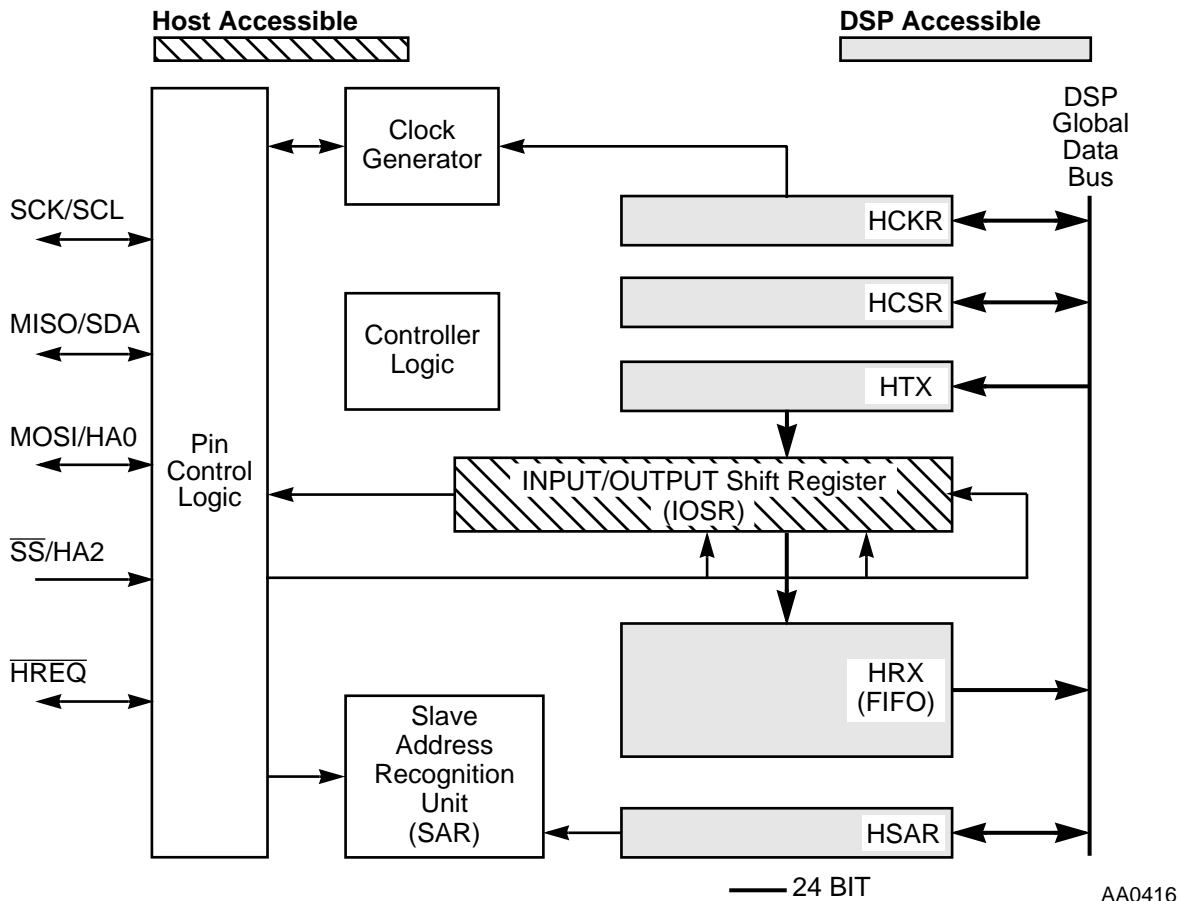 Host Accessible
DSP Accessible
DSP
Global
Data
Bus
Clock
Generator
SCK/SCL
HCKR
HCSR
MISO/SDA
Controller
Logic
HTX
MOSI/HA0
Pin
Control
Logic
INPUT/OUTPUT Shift Register
(IOSR)
S̅S̅/HA2
H̅R̅E̅Q̅
HRX
(FIFO)
Slave
Address
Recognition
Unit
(SAR)
HSAR
24 BIT
AA0416